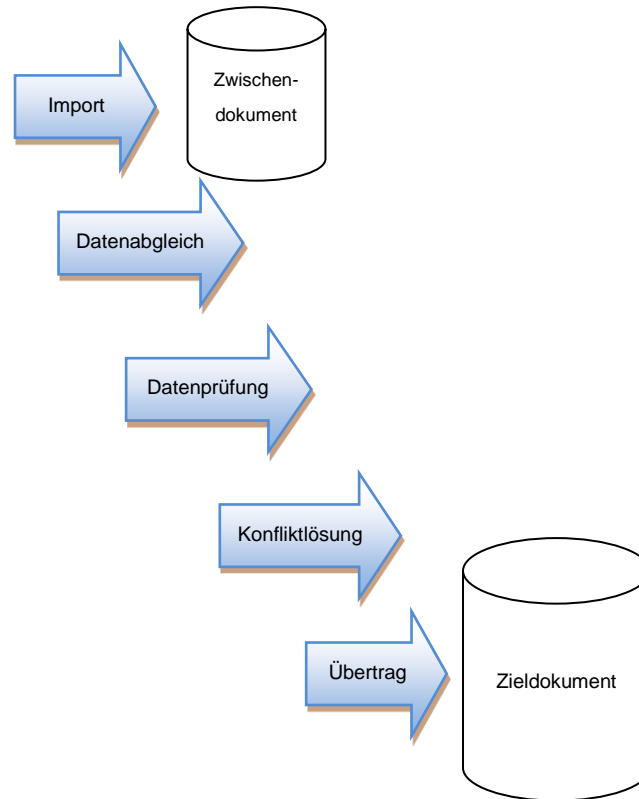 Import
Zwischen-
dokument
Datenabgleich
Datenprüfung
Konfliktlösung
Übertrag
Zieldokument